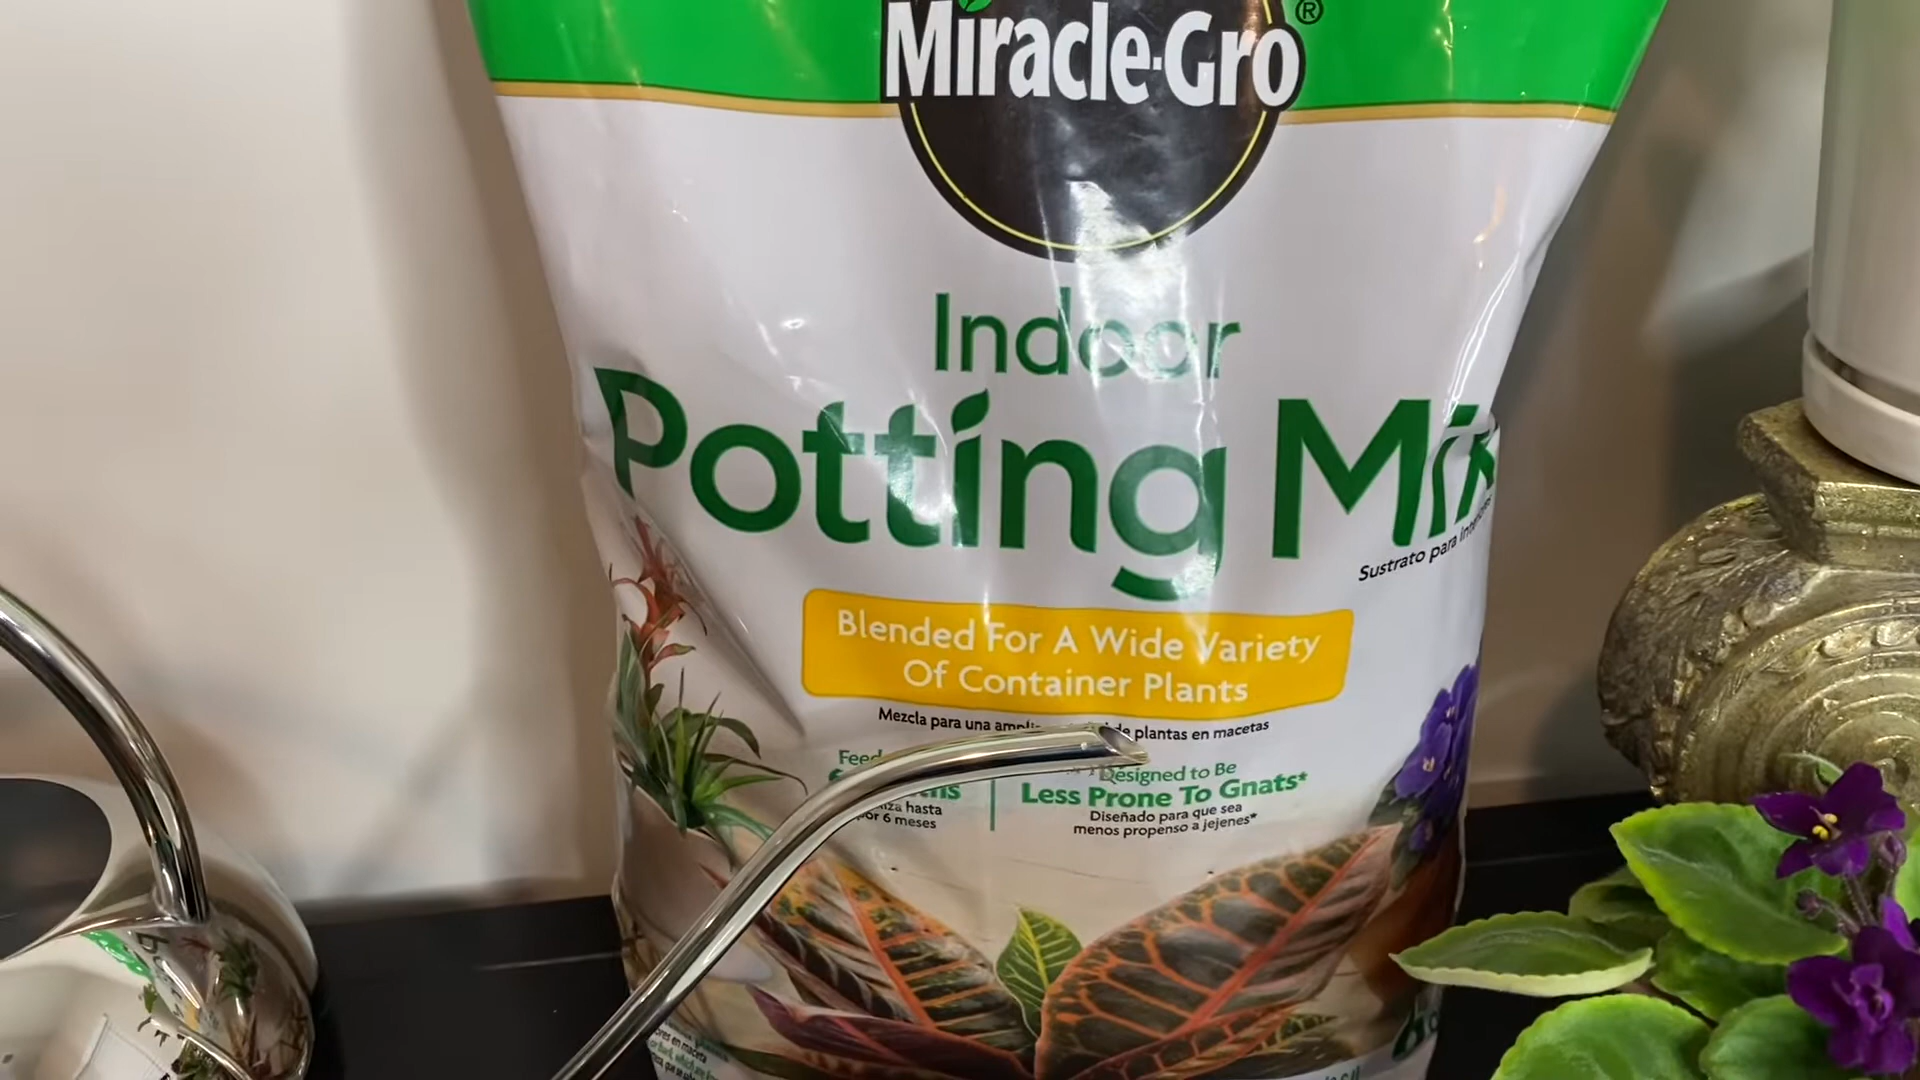 Miracle-Gro®
Indoor
Potting Mix
Sustrato para
Blended For A Wide Variety
Of Container Plants
Mezcla para una de plantas en macetas
Feed
Designed to Be
Less Prone To Gnats*
hasta
Diseñado para que sea
por 6 meses
menos propenso a jejenes*